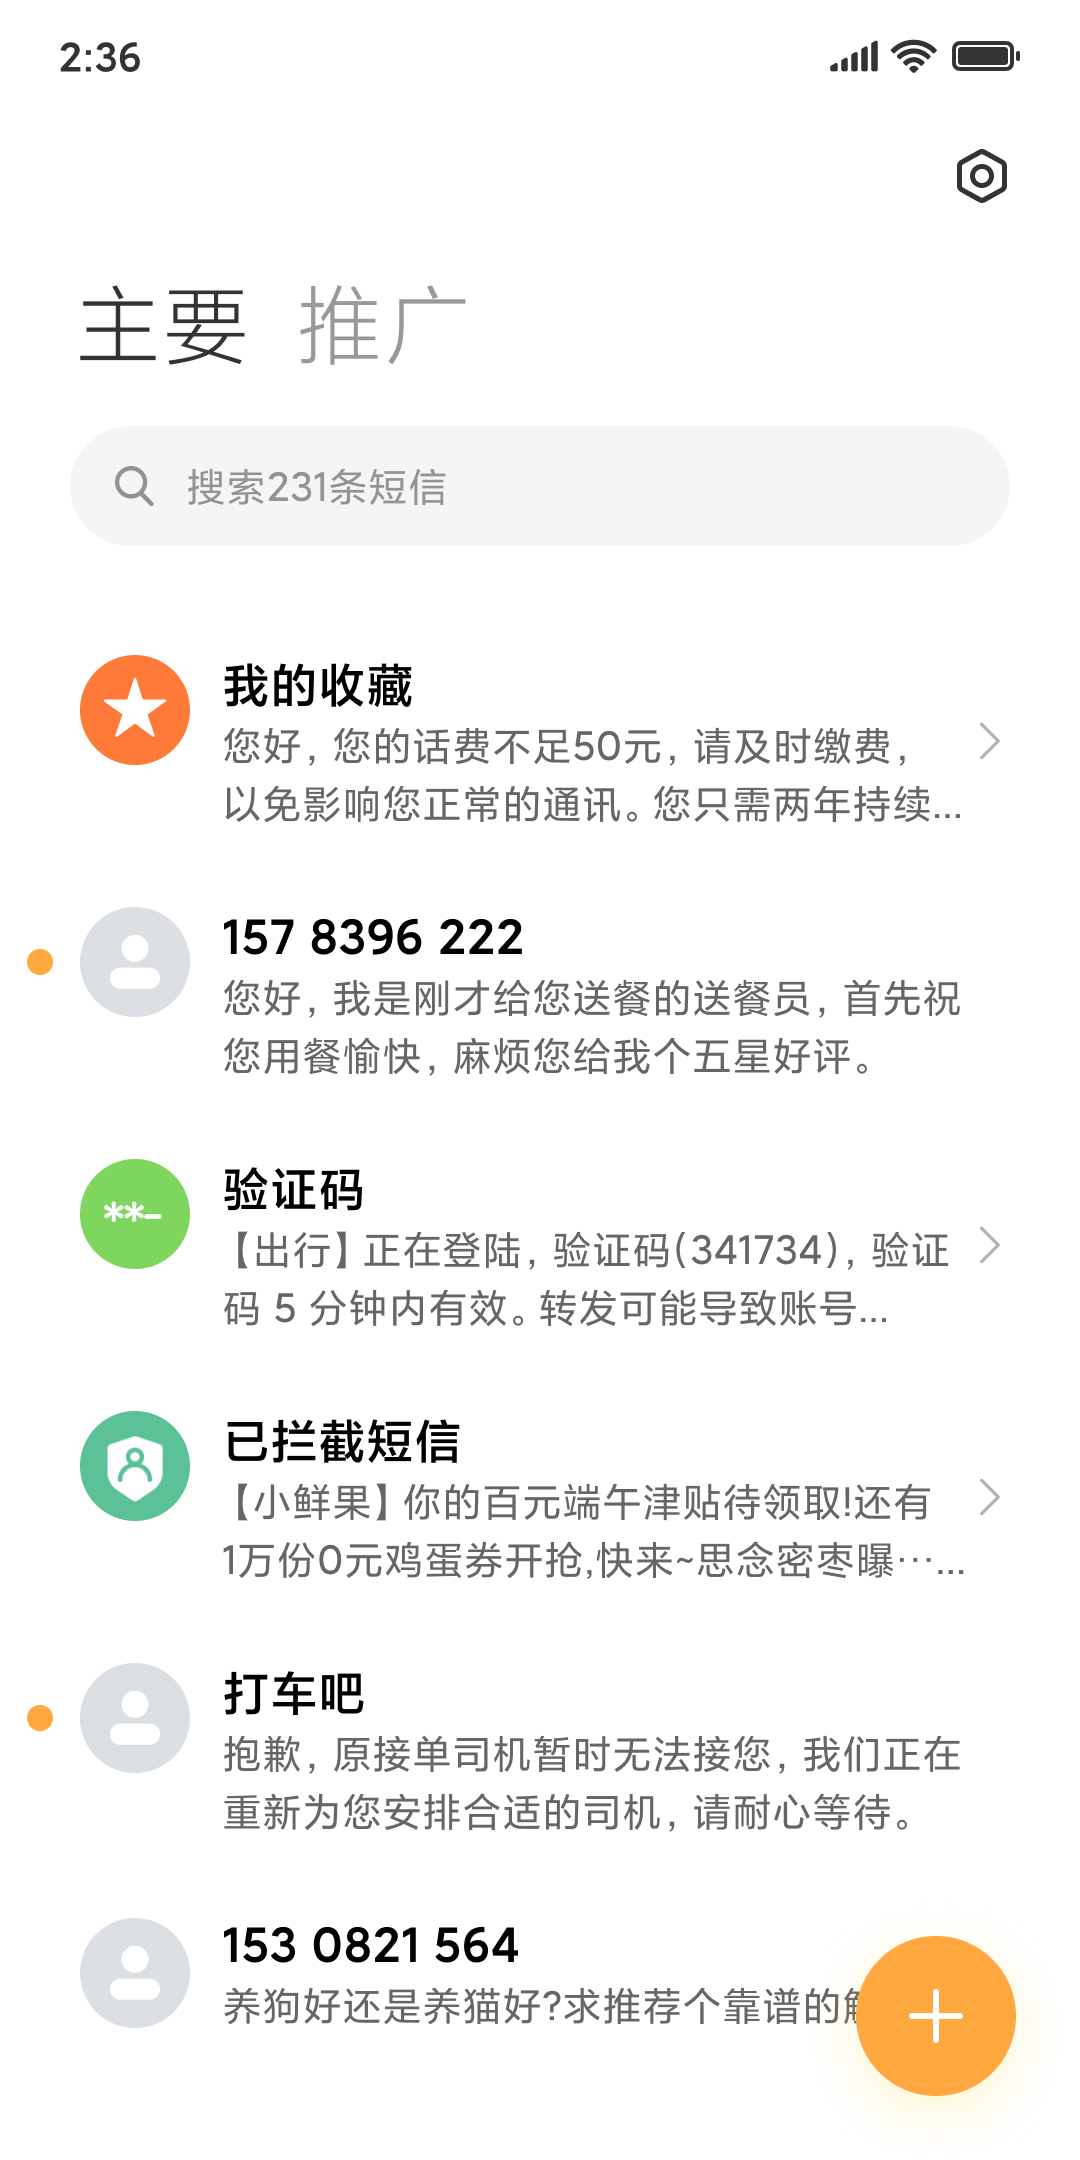 2:36
主要 推广
搜索231条短信
我的收藏
您好，您的话费不足50元，请及时缴费，
以免影响您正常的通讯。您只需两年持续...
157 8396 222
您好，我是刚才给您送餐的送餐员，首先祝
您用餐愉快，麻烦您给我个五星好评。
**-
验证码
【出行】正在登陆，验证码(341734)，验证
码 5 分钟内有效。转发可能导致账号...
已拦截短信
【小鲜果】你的百元端午津贴待领取!还有
1万份0元鸡蛋券开抢,快来~思念密枣曝⋯...
打车吧
抱歉，原接单司机暂时无法接您，我们正在
重新为您安排合适的司机，请耐心等待。
153 0821 564
养狗好还是养猫好?求推荐个靠谱的